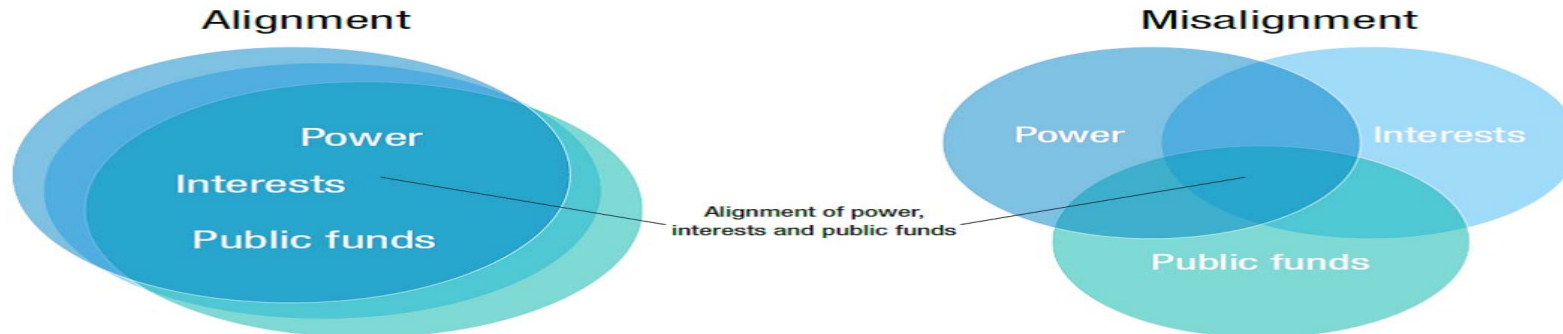 Alignment
Misalignment
Power
Interests
Public funds
Alignment of power,
interests and public funds
Power
Interests
Public funds